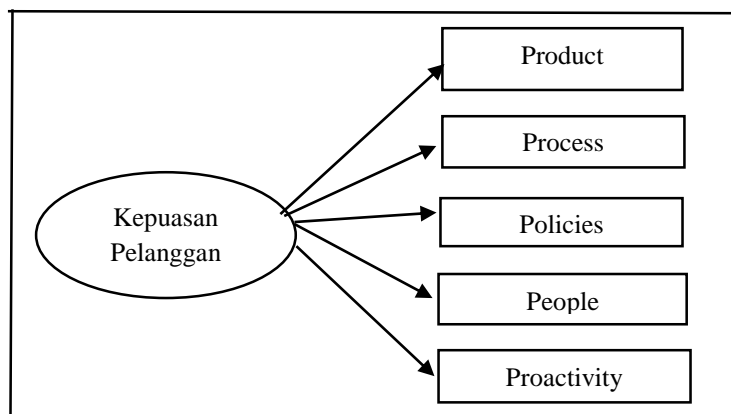 Product
Process
Kepuasan
Pelanggan
Policies
People
Proactivity